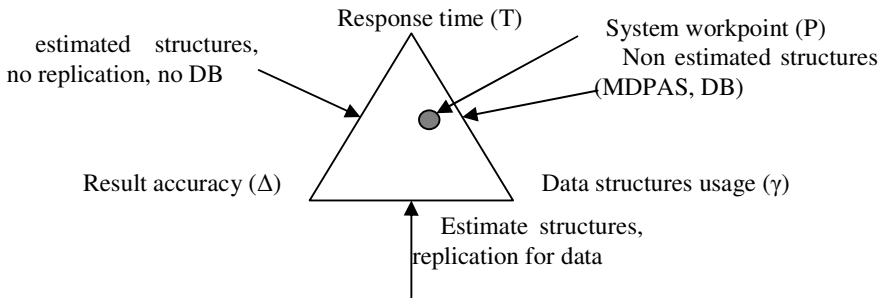 Response time (T)
System workpoint (P)
estimated structures,
no replication, no DB
Non estimated structures
(MDPAS, DB)
Result accuracy (Δ)
Data structures usage (γ)
Estimate structures,
replication for data